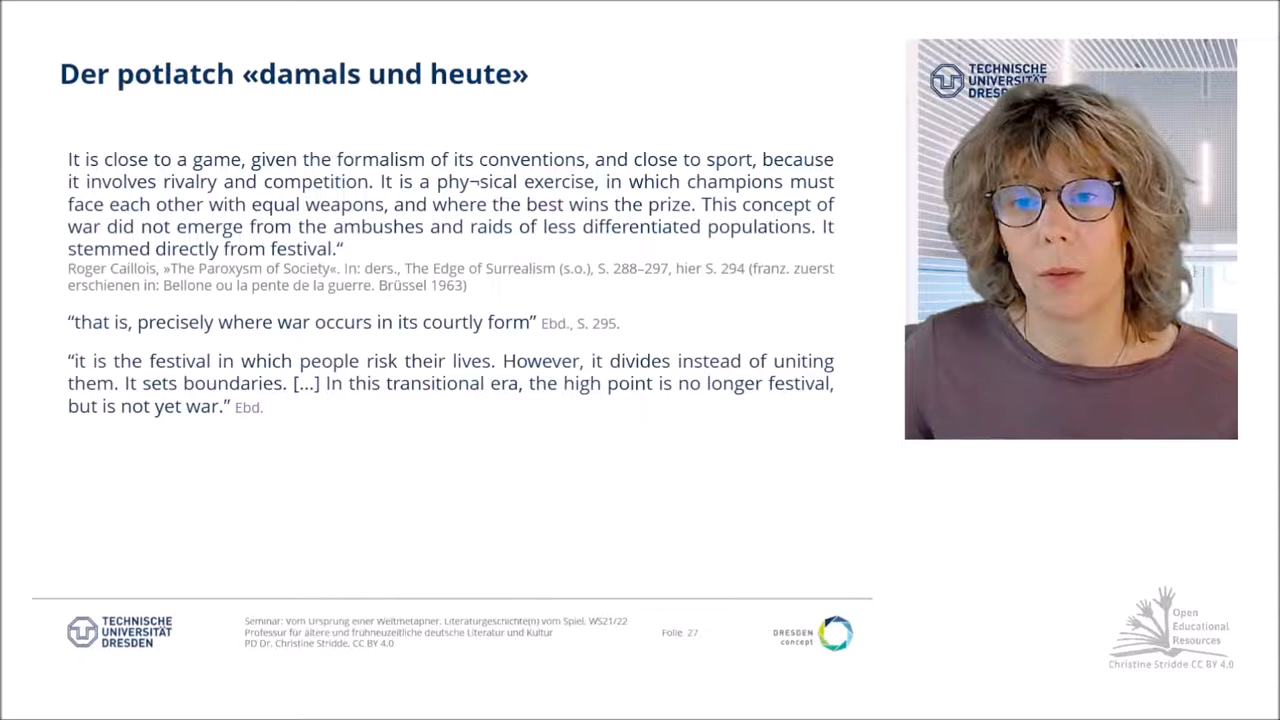 Der potlatch «damals und heute»
It is close to a game, given the formalism of its conventions, and close to sport, because
it involves rivalry and competition. It is a phy¬sical exercise, in which champions must
face each other with equal weapons, and where the best wins the prize. This concept of
war did not emerge from the ambushes and raids of less differentiated populations. It
stemmed directly from festival.“
Roger Caillois, »The Paroxysm of Society«. In: ders., The Edge of Surrealism (s.o.), S. 288–297, hier S. 294 (franz. zuerst
erschienen in: Bellone ou la pente de la guerre. Brüssel 1963)
“that is, precisely where war occurs in its courtly form” Ebd., S. 295.
“it is the festival in which people risk their lives. However, it divides instead of uniting
them. It sets boundaries. […] In this transitional era, the high point is no longer festival,
but is not yet war.” Ebd.
TECHNISCHE
UNIVERSITÄT
DRESD
TECHNISCHE
UNIVERSITÄT
DRESDEN
Seminar: Vom Ursprung einer Weltmetapher. Literaturgeschichte(n) vom Spiel, WS21/22
Professur für ältere und frühneuzeitliche deutsche Literatur und Kultur
PD Dr. Christine Stridde, CC BY 4.0
Folie 27
DRESDEN
concept
Open
Educational
Resources
Christine Stridde CC BY 4.0